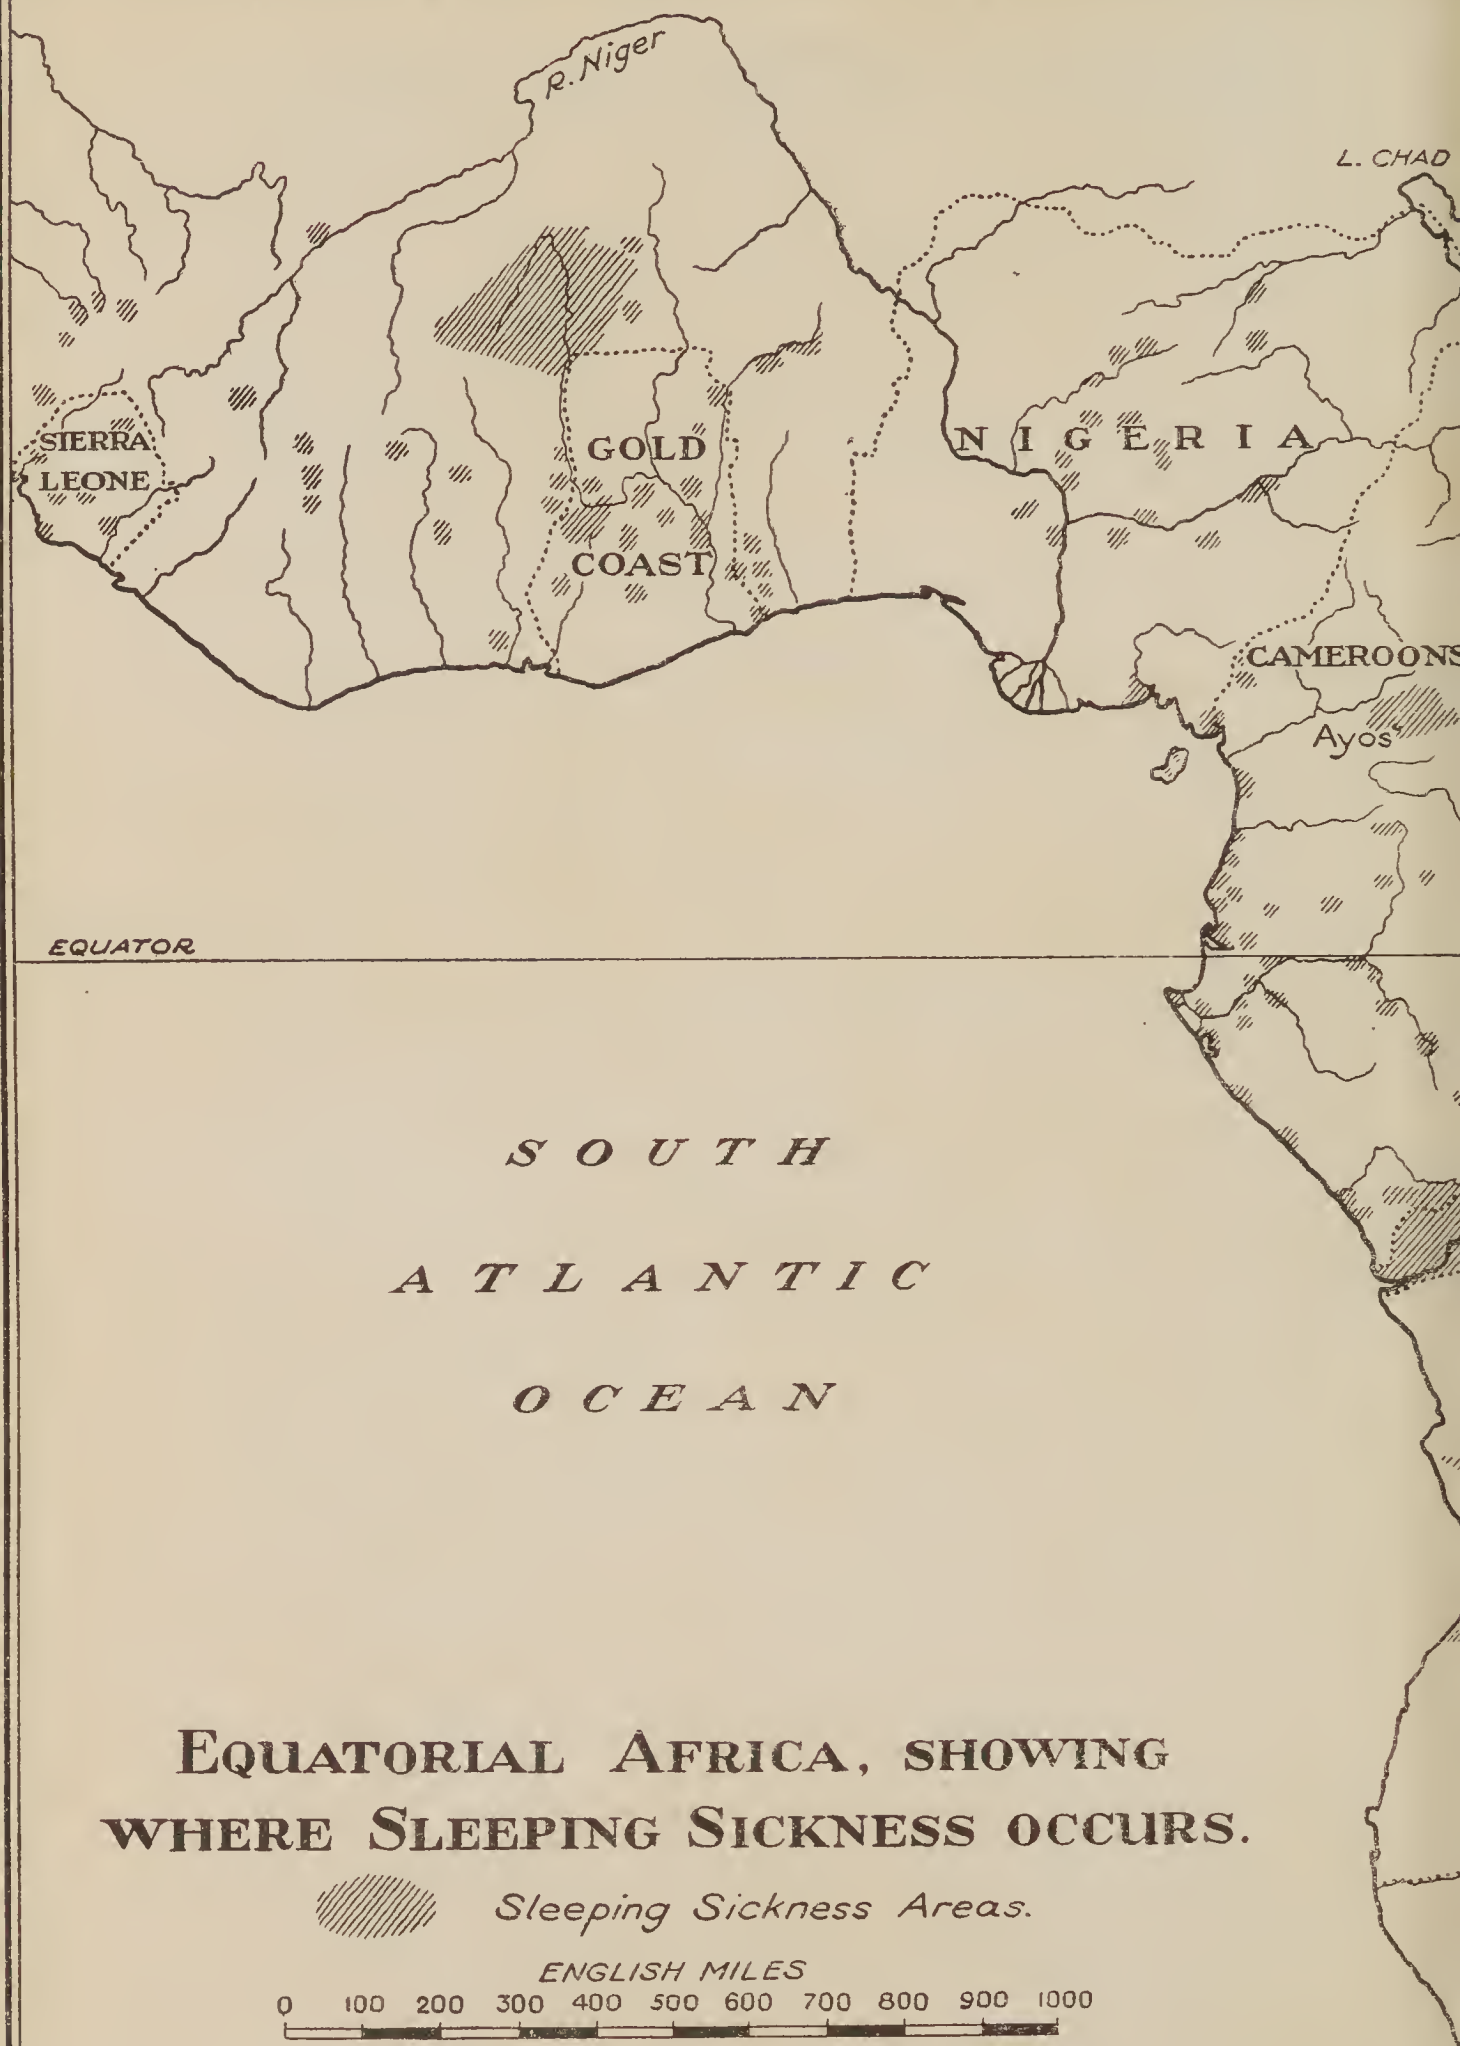 R. Niger
L. CHAD
SIERRA
LEONE
GOLD
COAST
NIGERIA
CAMEROONS
Ayos
EQUATOR
SOUTH
ATLANTIC
OCEAN
EQUATORIAL AFRICA, SHOWING
WHERE SLEEPING SICKNESS OCCURS.
Sleeping Sickness Areas.
ENGLISH MILES
0 100 200 300 400 500 600 700 800 900 1000